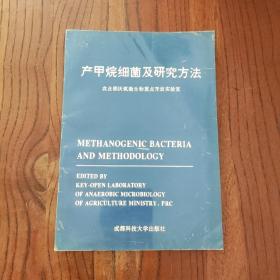 产甲烷细菌及研究方法
农业部厌氧微生物重点开放实验室
METHANOGENIC BACTERIA
AND METHODOLOGY
EDITED BY
KEY-OPEN LABORATORY
OF ANAEROBIC MICROBIOLOGY
OF AGRICULTURE MINISTRY, PRC
成都科技大学出版社